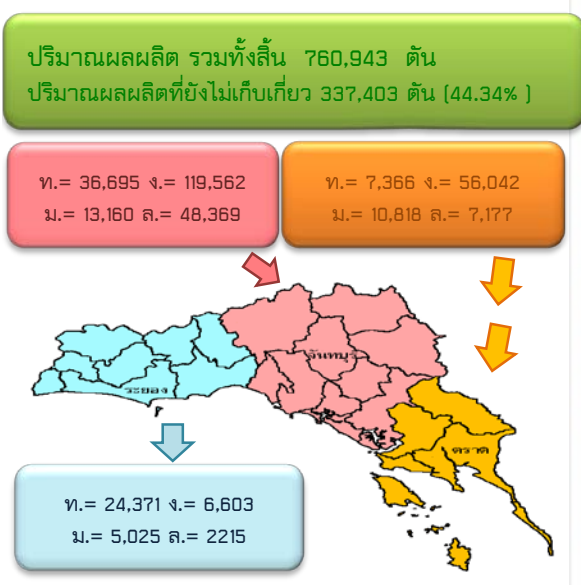 ปริมาณผลผลิต รวมทั้งสิ้น 760,943 ตัน
ปริมาณผลผลิตที่ยังไม่เก็บเกี่ยว 337,403 ตัน (44.34% )
ท.= 36,695 ง.= 119,562
ม.= 13,160 ล.= 48,369
ท.= 7,366 ง.= 56,042
ม.= 10,818 ล.= 7,177
จันทบุรี
ระยอง
ตราด
ท.= 24,371 ง.= 6,603
ม.= 5,025 ล.= 2215